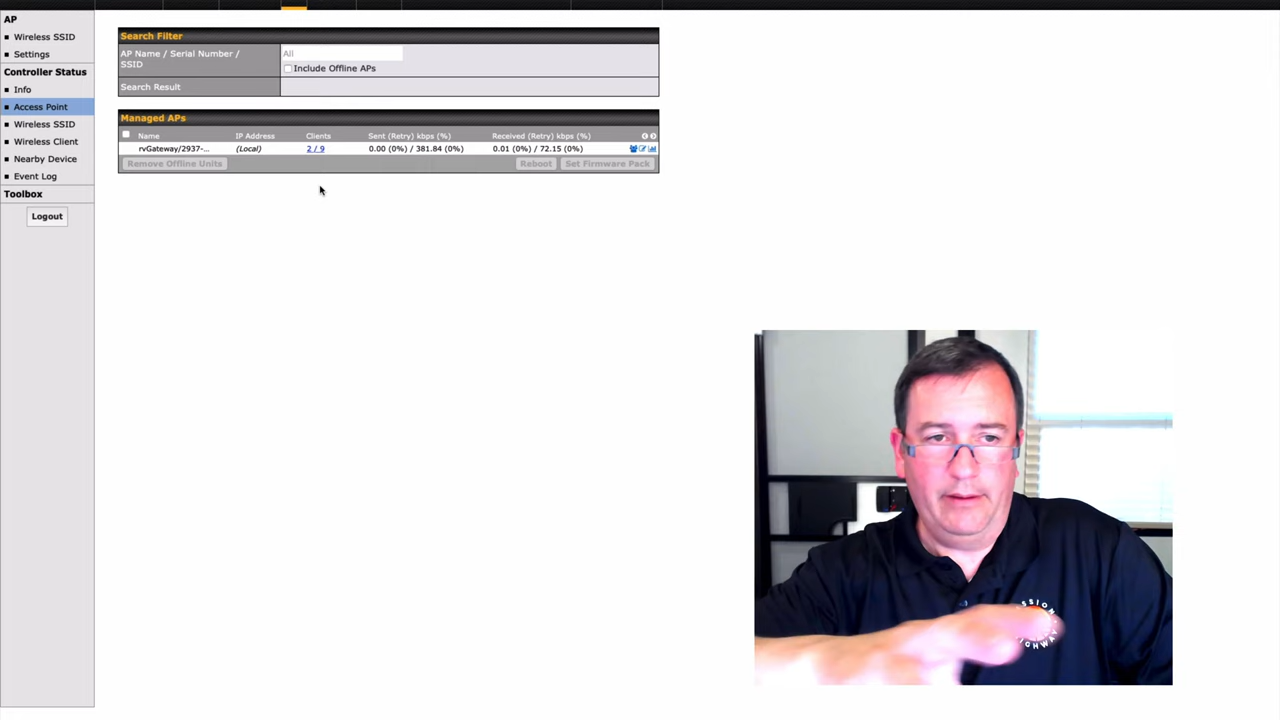 AP
Wireless SSID
Settings
Controller Status
Info
Access Point
Wireless SSID
Wireless Client
Nearby Device
Event Log
Toolbox
Logout
Search Filter
AP Name / Serial Number /
SSID
All
Include Offline APs
Search Result
Managed APs
Name IP Address Clients Sent (Retry) kbps (%) Received (Retry) kbps (%)
rvGateway/2937-... (Local) 2 / 9 0.00 (0%) / 381.84 (0%) 0.01 (0%) / 72.15 (0%)
Remove Offline Units Reboot Set Firmware Pack